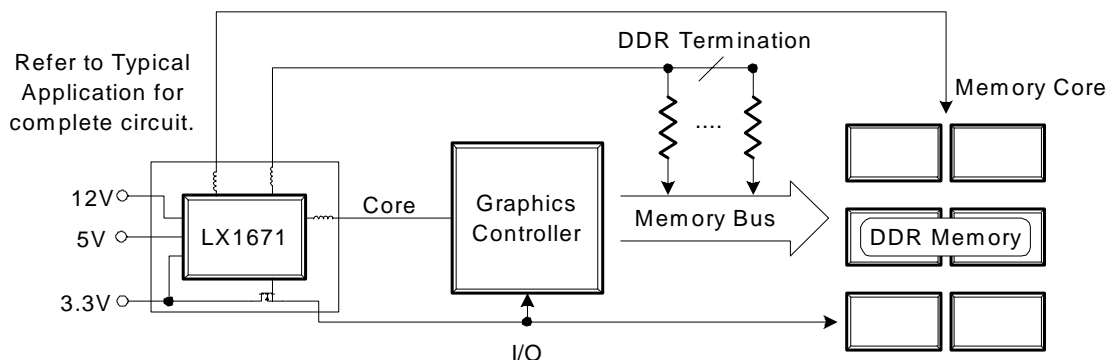 Refer to Typical
Application for
complete circuit.
DDR Termination
Memory Core
....
12V
5V
3.3V
LX1671
Core
Graphics
Controller
Memory Bus
DDR Memory
I/O